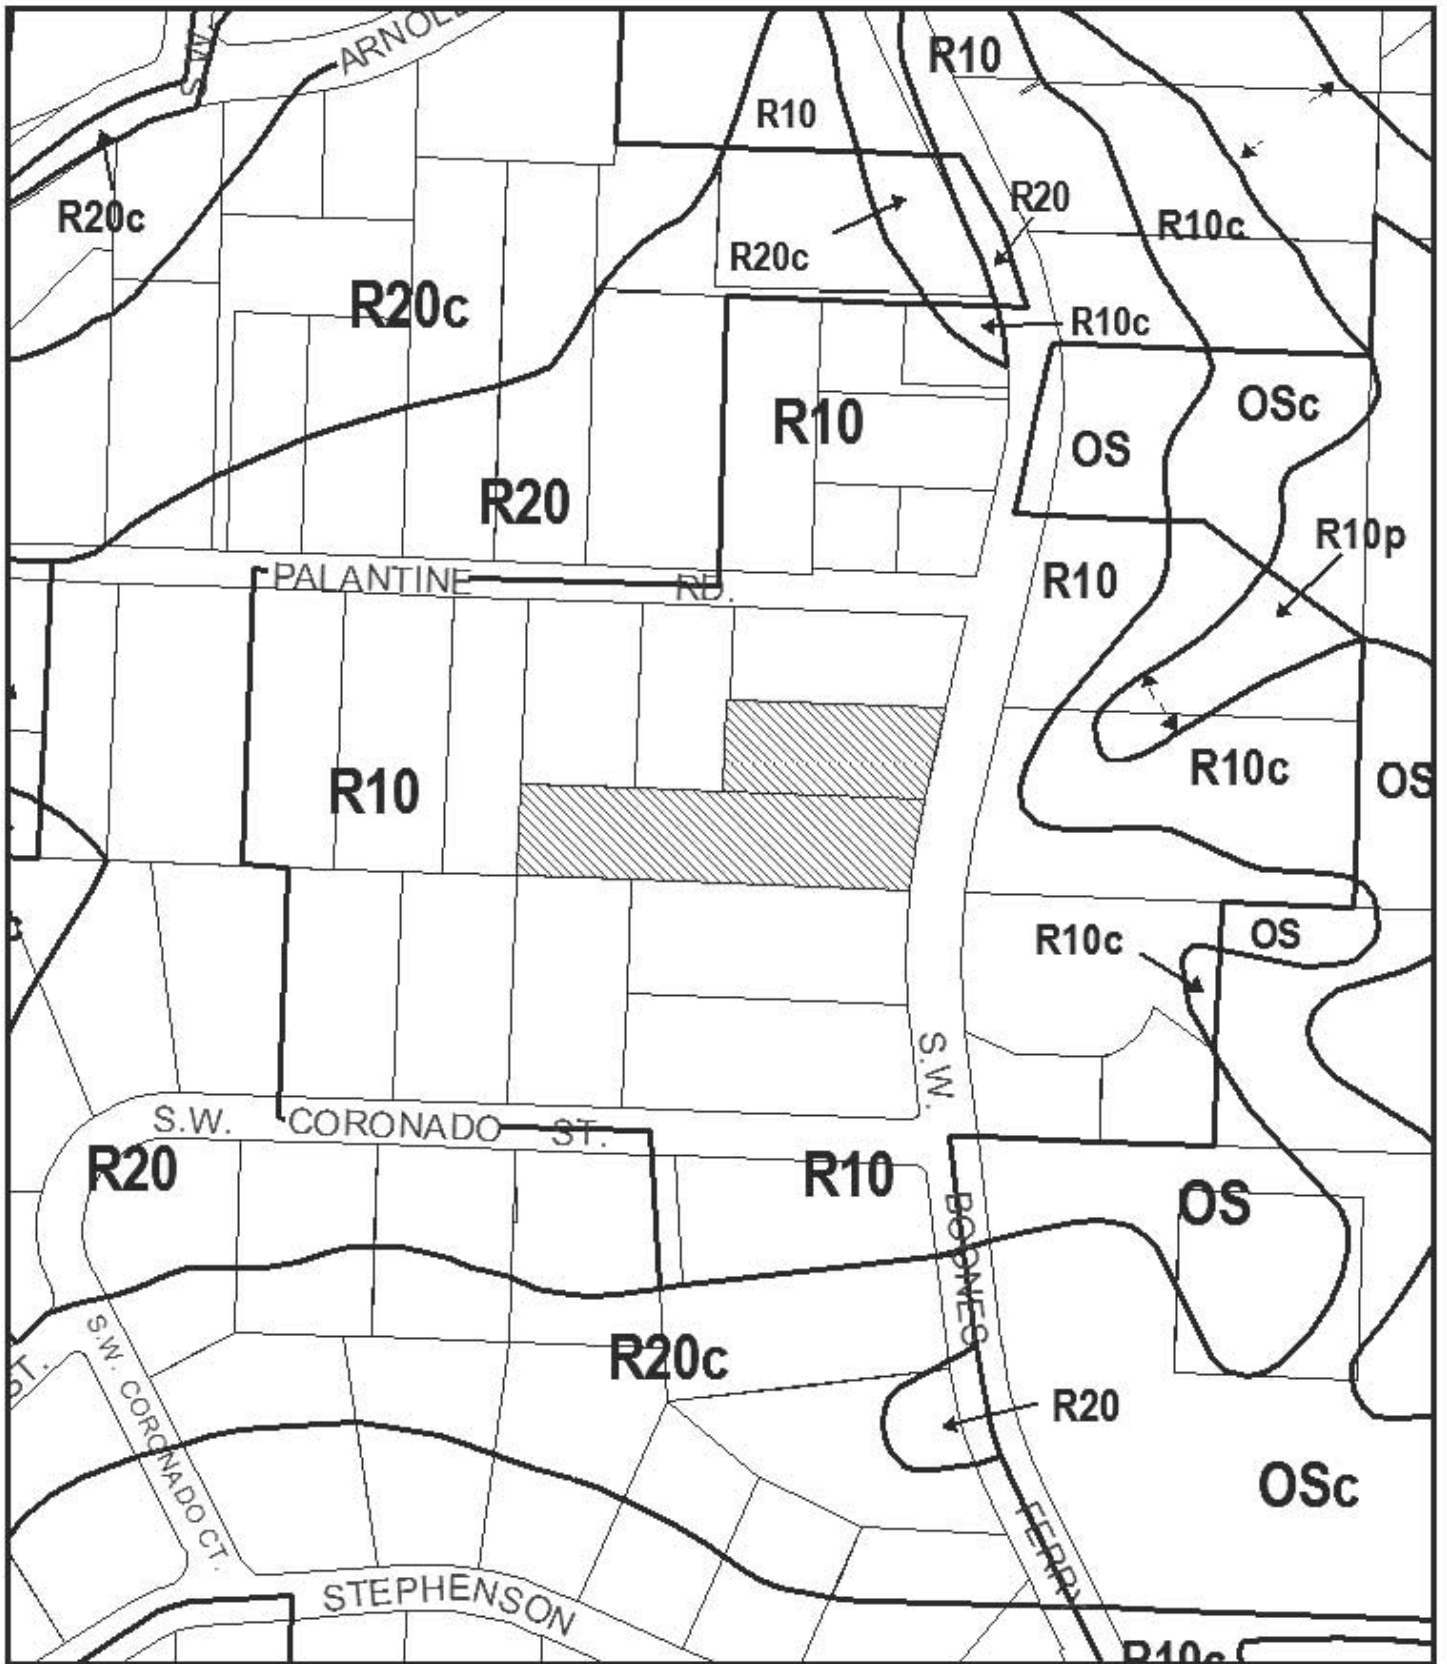 S.W.
ARNOLD
R10
R10
R20c
R20
R10c
R20c
R20c
R10c
R10
OSc
OS
R20
R10p
R10
PALANTINE RD.
R10
R10c
OS
c
R10c
OS
S.W.
S.W. CORONADO ST.
R20
R10
OS
BOONES
S.W. CORONADO CT.
ST.
R20c
R20
OSc
FERRY
STEPHENSON
R10c